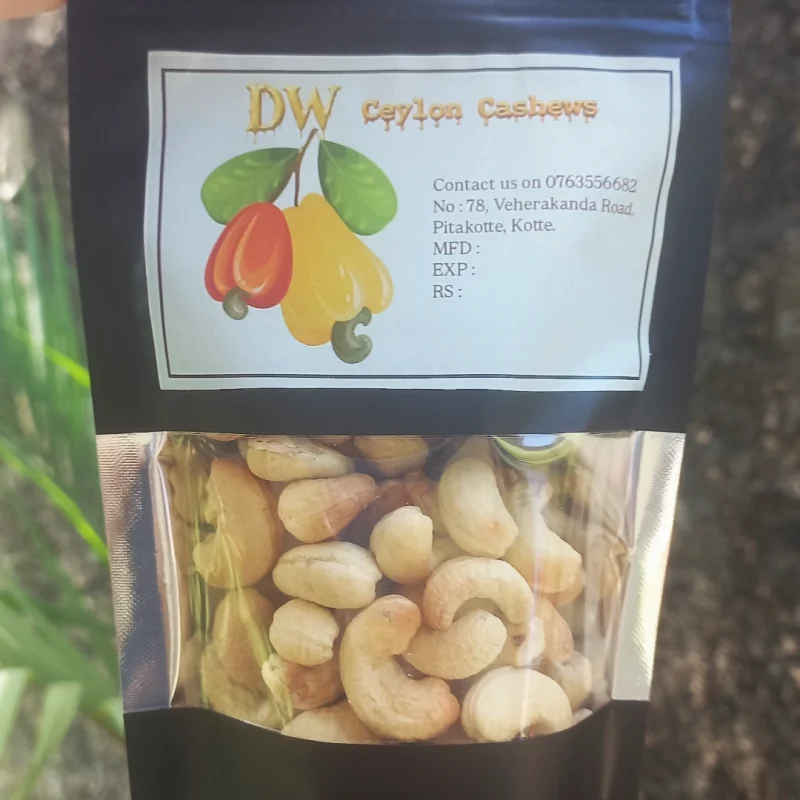 DW Ceylon Cashews
Contact us on 0763556682
No : 78, Veherakanda Road,
Pitakotte, Kotte.
MFD :
EXP :
RS :